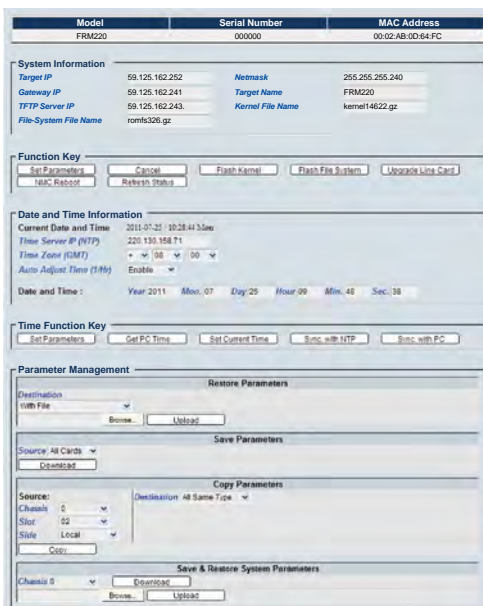 Model Serial Number MAC Address
FRM220 000000 00:02:AB:0D:64:FC
System Information
Target IP 59.125.162.252 Netmask 255.255.255.240
Gateway IP 59.125.162.241 Target Name FRM220
TFTP Server IP 59.125.162.243. Kernel File Name kernel14622.gz
File-System File Name romfs326.gz
Function Key
Set Parameters Cancel Flash Kernel Flash File System Upgrade Line Card
NMC Reboot Refresh Status
Date and Time Information
Current Date and Time 2011-07-25 / 10:28:44 Mon
Time Server IP (NTP) 220.130.158.71
Time Zone (GMT) + 08 00
Auto Adjust Time (1/Hr) Enable
Date and Time : Year 2011 Mon. 07 Day 25 Hour 09 Min. 48 Sec. 38
Time Function Key
Set Parameters Get PC Time Set Current Time Sync. with NTP Sync. with PC
Parameter Management
Restore Parameters
Destination
With File
Browse... Upload
Save Parameters
Source All Cards
Download
Copy Parameters
Source: Destination All Same Type
Chassis 0
Slot 02
Side Local
Copy
Save & Restore System Parameters
Chassis 0 Download
Browse... Upload